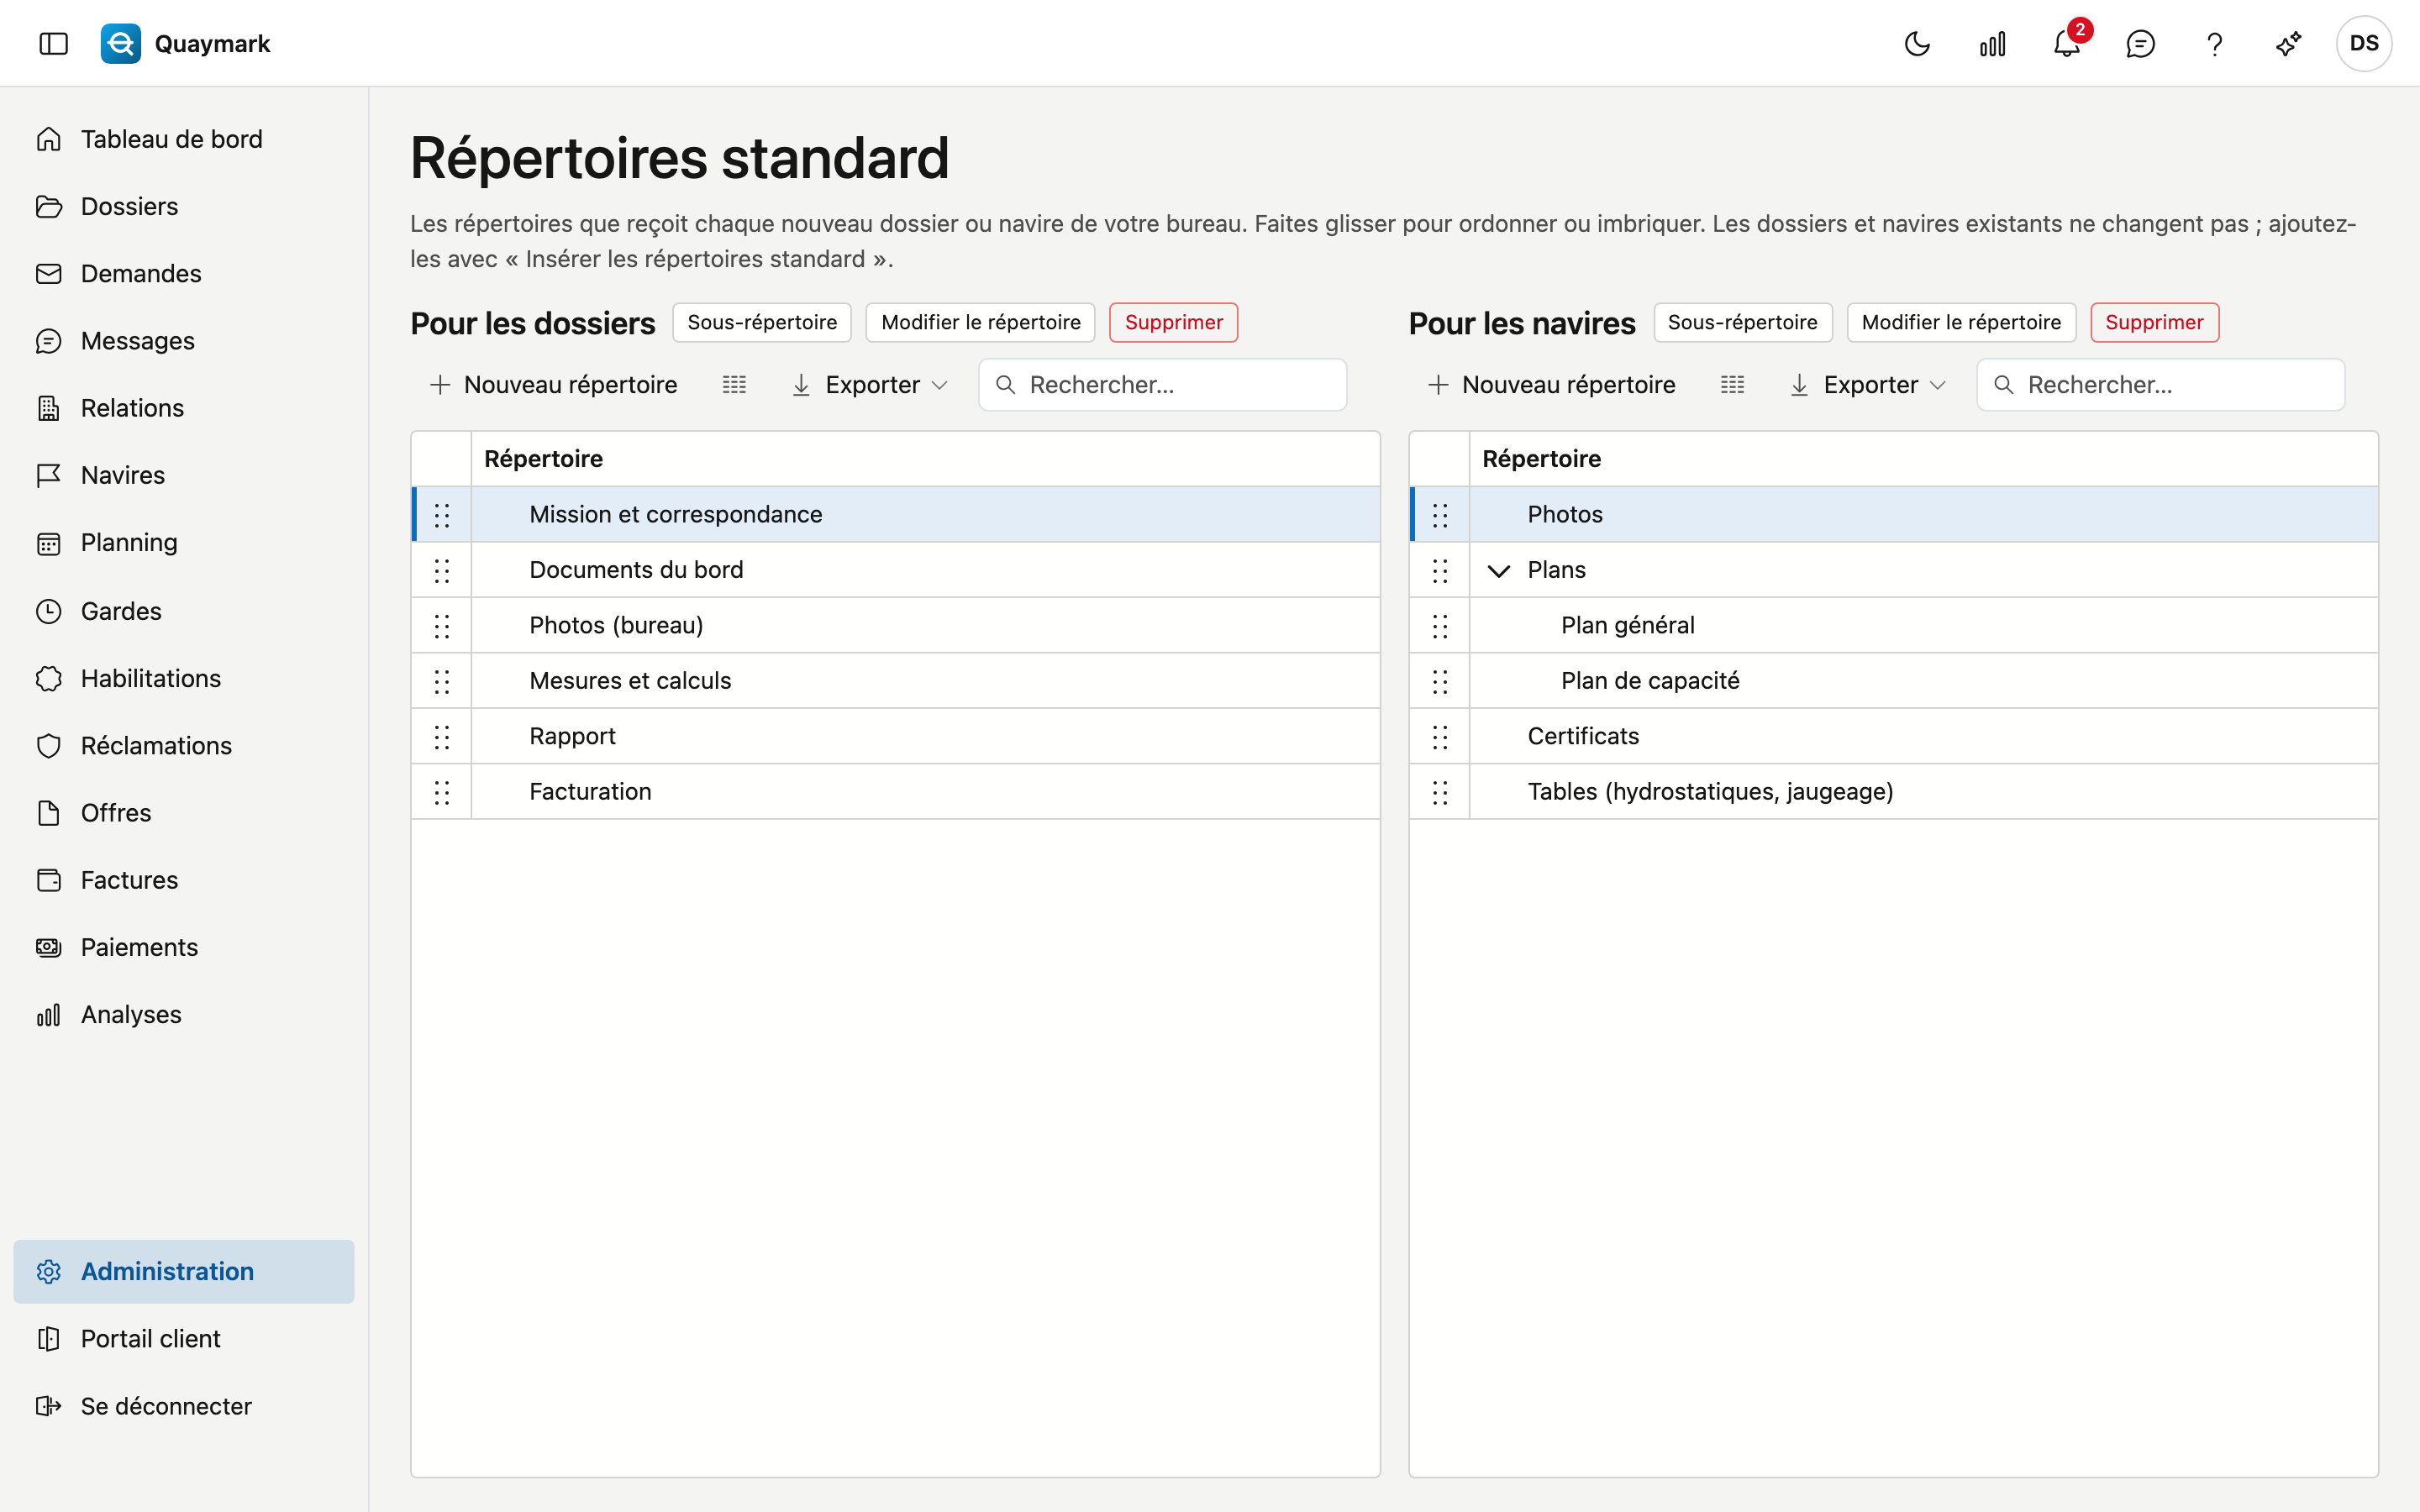 Quaymark
2
DS
Tableau de bord
Dossiers
Demandes
Messages
Relations
Navires
Planning
Gardes
Habilitations
Réclamations
Offres
Factures
Paiements
Analyses
Administration
Portail client
Se déconnecter
Répertoires standard
Les répertoires que reçoit chaque nouveau dossier ou navire de votre bureau. Faites glisser pour ordonner ou imbriquer. Les dossiers et navires existants ne changent pas ; ajoutez-
les avec « Insérer les répertoires standard ».
Pour les dossiers Sous-répertoire Modifier le répertoire Supprimer
Nouveau répertoire Exporter Rechercher...
Répertoire
Mission et correspondance
Documents du bord
Photos (bureau)
Mesures et calculs
Rapport
Facturation
Pour les navires Sous-répertoire Modifier le répertoire Supprimer
Nouveau répertoire Exporter Rechercher...
Répertoire
Photos
Plans
Plan général
Plan de capacité
Certificats
Tables (hydrostatiques, jaugeage)